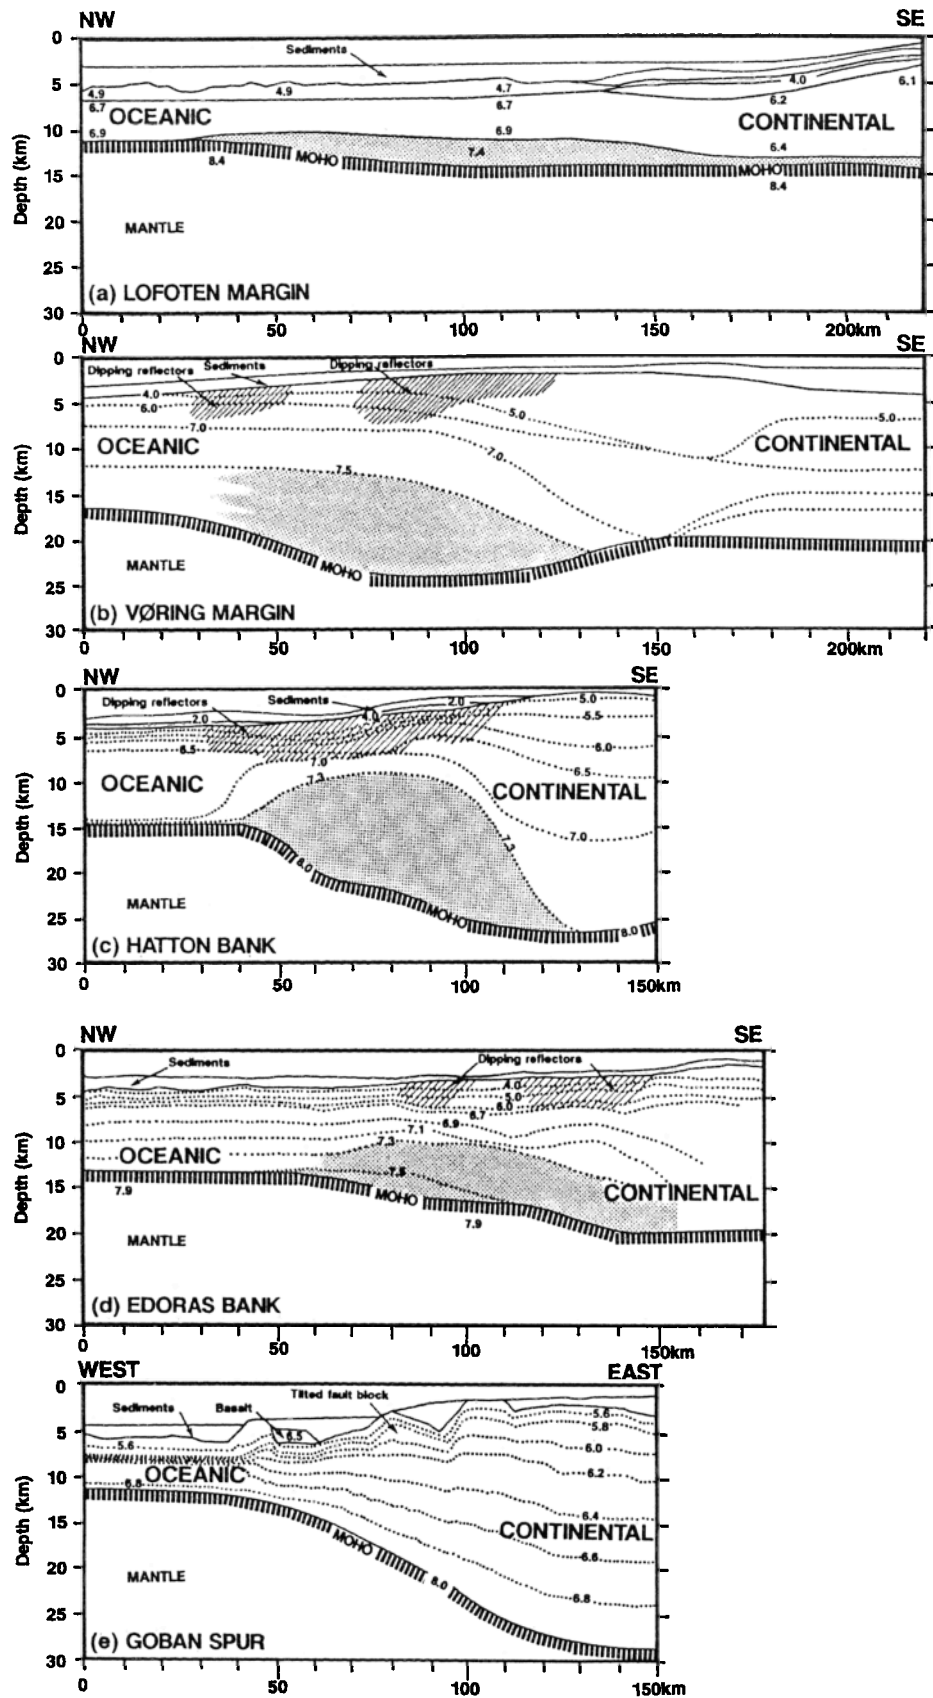 NW SE
0
5
10
15
20
25
30
Depth (km)
Sediments
4.9 4.9 4.7 4.0 6.1
6.7 6.7 6.2
OCEANIC CONTINENTAL
6.9 6.9 6.4
7.4
8.4 MOHO MOHO 8.4
MANTLE
(a) LOFOTEN MARGIN
0 50 100 150 200km
NW SE
0
5
10
15
20
25
30
Depth (km)
Dipping reflectors Sediments Dipping reflectors
4.0
6.0 5.0 5.0
7.0 7.0
OCEANIC CONTINENTAL
7.5
MANTLE MOHO
(b) VØRING MARGIN
0 50 100 150 200km
NW SE
0
5
10
15
20
25
30
Depth (km)
Dipping reflectors Sediments 2.0 5.0
2.0 4.0 5.5
6.5 6.0
7.0 6.5
7.3
OCEANIC CONTINENTAL
7.3 7.0
8.0
MANTLE MOHO 8.0
(c) HATTON BANK
0 50 100 150km
NW SE
0
5
10
15
20
25
30
Depth (km)
Sediments Dipping reflectors
4.0
5.0
6.0
6.7
6.9
7.1
7.3
OCEANIC 7.5 CONTINENTAL
7.9 MOHO 7.9
MANTLE
(d) EDORAS BANK
0 50 100 150km
WEST EAST
0
5
10
15
20
25
30
Depth (km)
Sediments Basalt Tilted fault block
5.6 6.5 5.6
5.8
6.0
OCEANIC 6.2
6.8 6.4
CONTINENTAL
MOHO 6.6
MANTLE 8.0 6.8
(e) GOBAN SPUR
0 50 100 150km